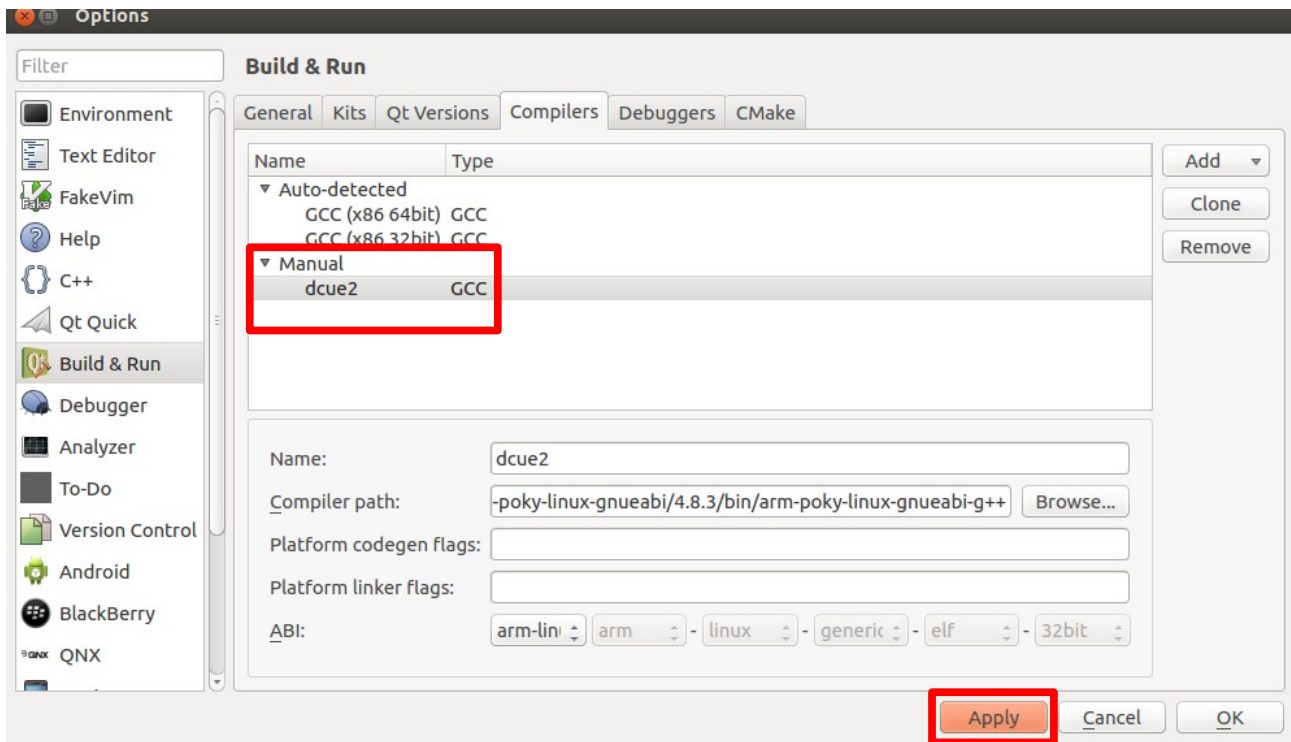 Options
Filter
Build & Run
Environment
Text Editor
FakeVim
Help
C++
Qt Quick
Build & Run
Debugger
Analyzer
To-Do
Version Control
Android
BlackBerry
QNX
General Kits Qt Versions Compilers Debuggers CMake
Name Type
Auto-detected
GCC (x86 64bit) GCC
GCC (x86 32bit) GCC
Manual
dcue2 GCC
Add
Clone
Remove
Name: dcue2
Compiler path: -poky-linux-gnueabi/4.8.3/bin/arm-poky-linux-gnueabi-g++ Browse...
Platform codegen flags:
Platform linker flags:
ABI: arm-lin arm - linux - generic - elf - 32bit
Apply Cancel OK